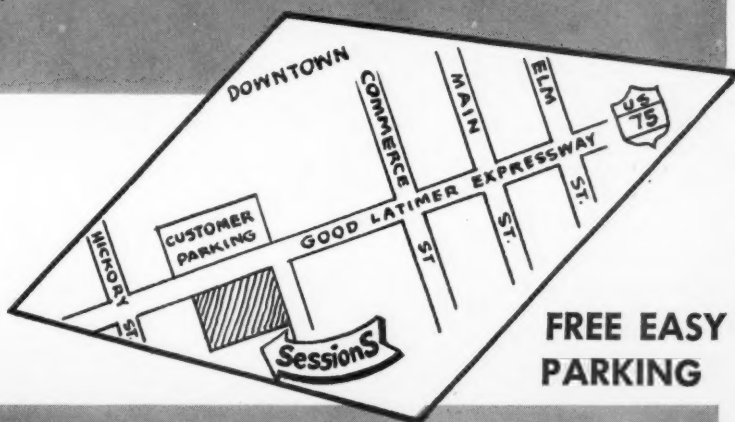 DOWNTOWN
COMMERCE
ST
MAIN
ST.
ELM
ST.
US
75
GOOD LATIMER EXPRESSWAY
CUSTOMER
PARKING
HICKORY
ST.
SessionS
FREE EASY
PARKING